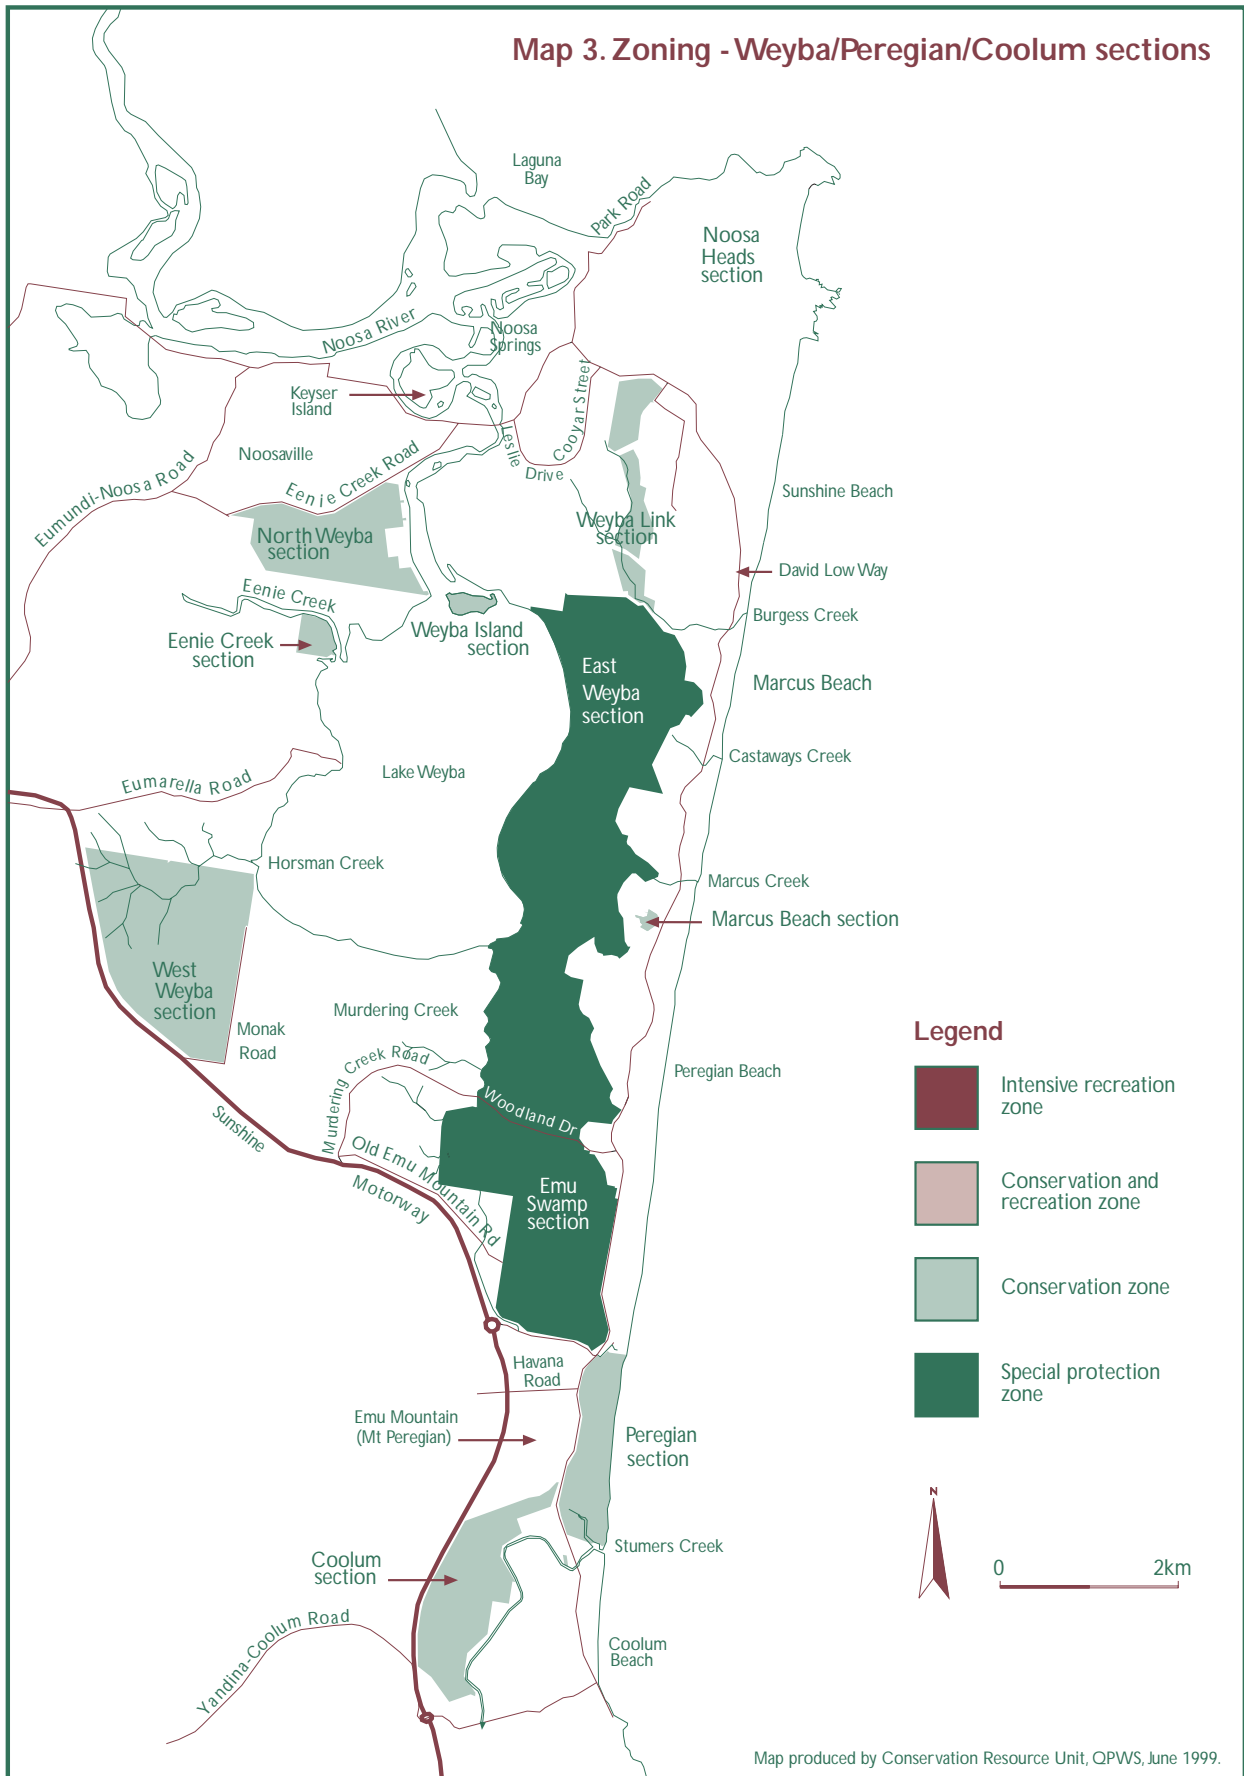 Map 3. Zoning - Weyba/Peregian/Coolum sections
Laguna
Bay
Park Road
Noosa
Heads
section
Noosa River
Noosa
Springs
Keyser
Island
Cooyar Street
Leslie
Drive
Noosaville
Eumundi-Noosa Road
Eenie Creek Road
Sunshine Beach
North Weyba
section
Weyba Link
section
David Low Way
Eenie Creek
Burgess Creek
Weyba Island
section
Eenie Creek
section
East
Weyba
section
Marcus Beach
Castaways Creek
Lake Weyba
Eumarella Road
Horsman Creek
Marcus Creek
Marcus Beach section
West
Weyba
section
Murdering Creek
Monak
Road
Murdering Creek Road
Peregian Beach
Woodland Dr
Sunshine
Motorway
Old Emu Mountain Rd
Emu
Swamp
section
Legend
Intensive recreation
zone
Conservation and
recreation zone
Conservation zone
Special protection
zone
Havana
Road
Emu Mountain
(Mt Peregian)
Peregian
section
N
Stumers Creek
Coolum
section
0 2km
Yandina-Coolum Road
Coolum
Beach
Map produced by Conservation Resource Unit, QPWS, June 1999.